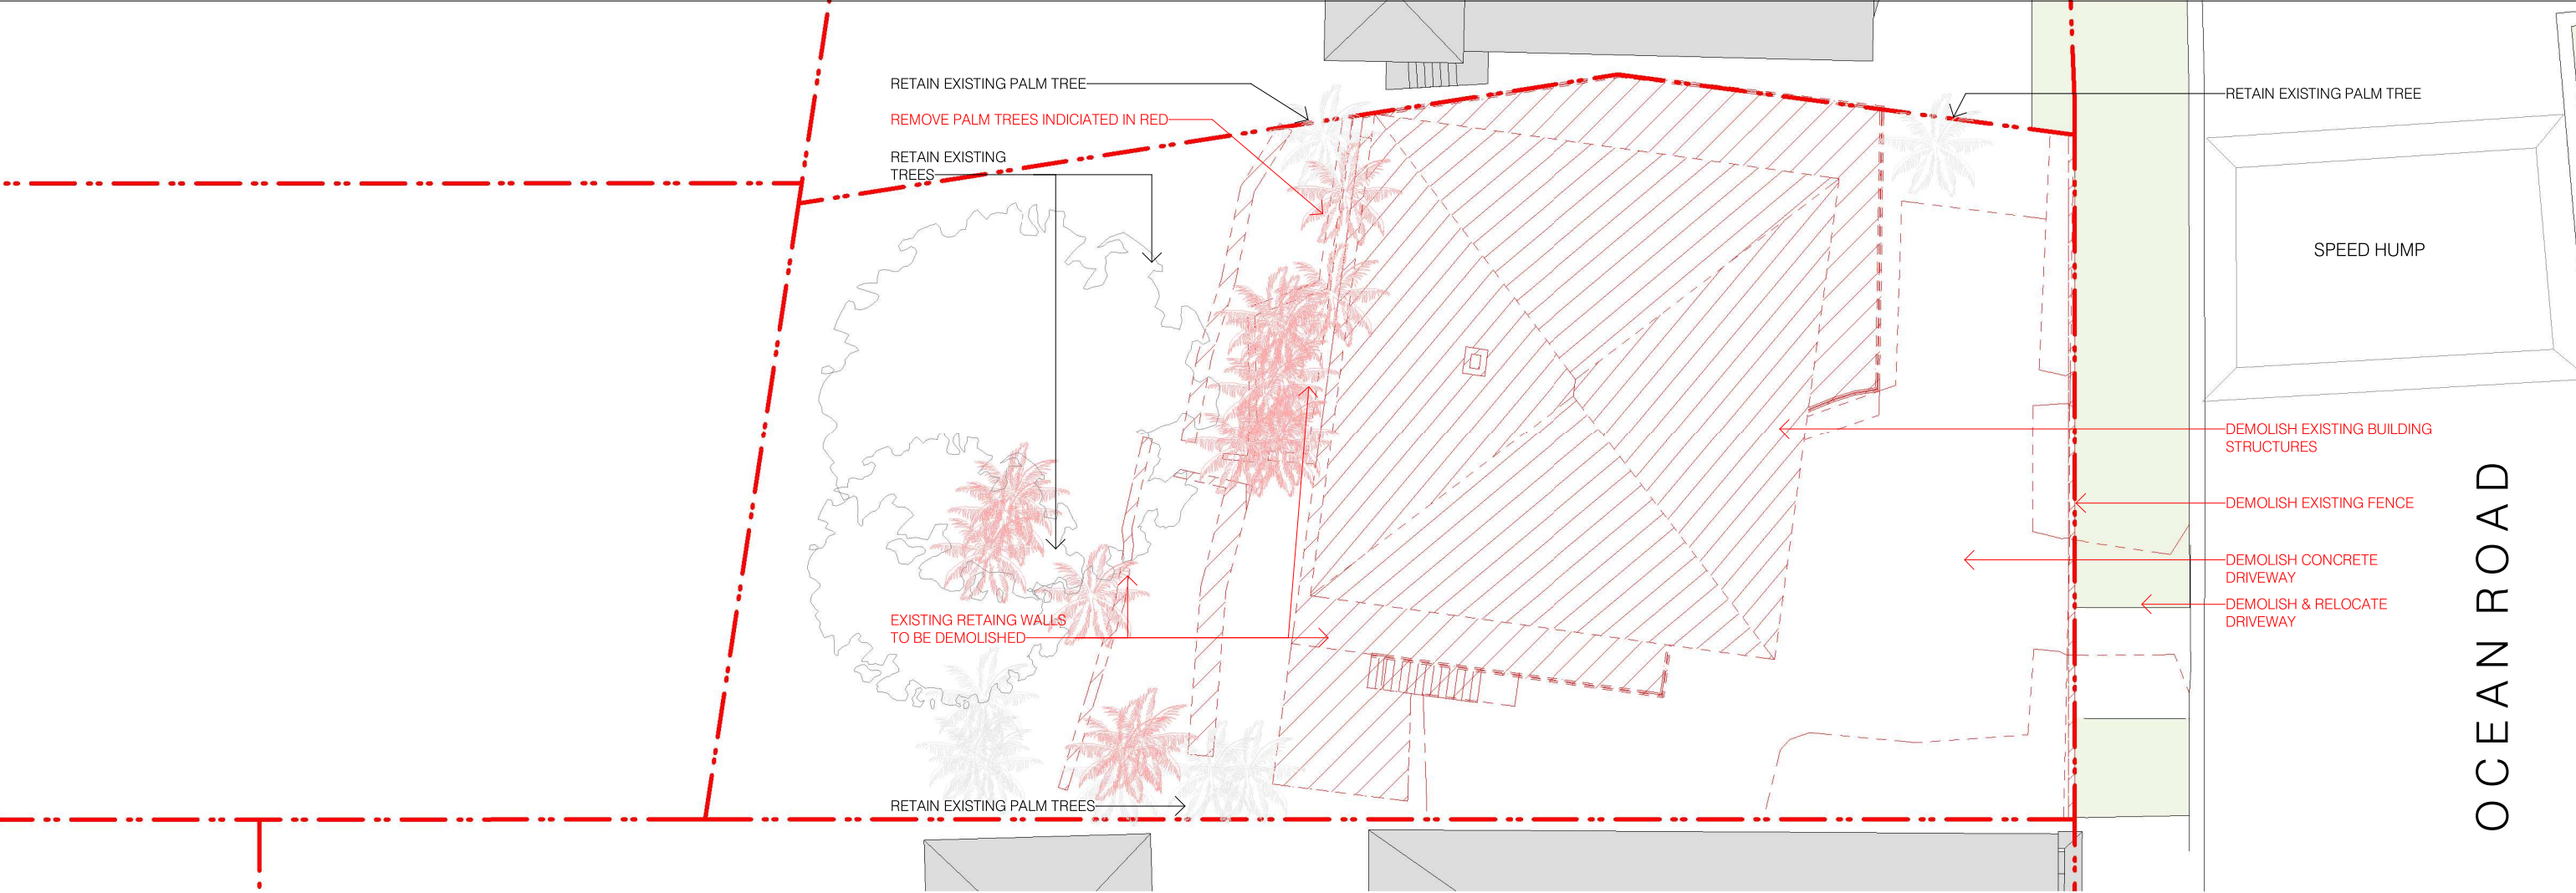 RETAIN EXISTING PALM TREE
REMOVE PALM TREES INDICIATED IN RED
RETAIN EXISTING
TREES
EXISTING RETAING WALLS
TO BE DEMOLISHED
RETAIN EXISTING PALM TREES
RETAIN EXISTING PALM TREE
SPEED HUMP
DEMOLISH EXISTING BUILDING
STRUCTURES
DEMOLISH EXISTING FENCE
DEMOLISH CONCRETE
DRIVEWAY
DEMOLISH & RELOCATE
DRIVEWAY
OCEAN ROAD